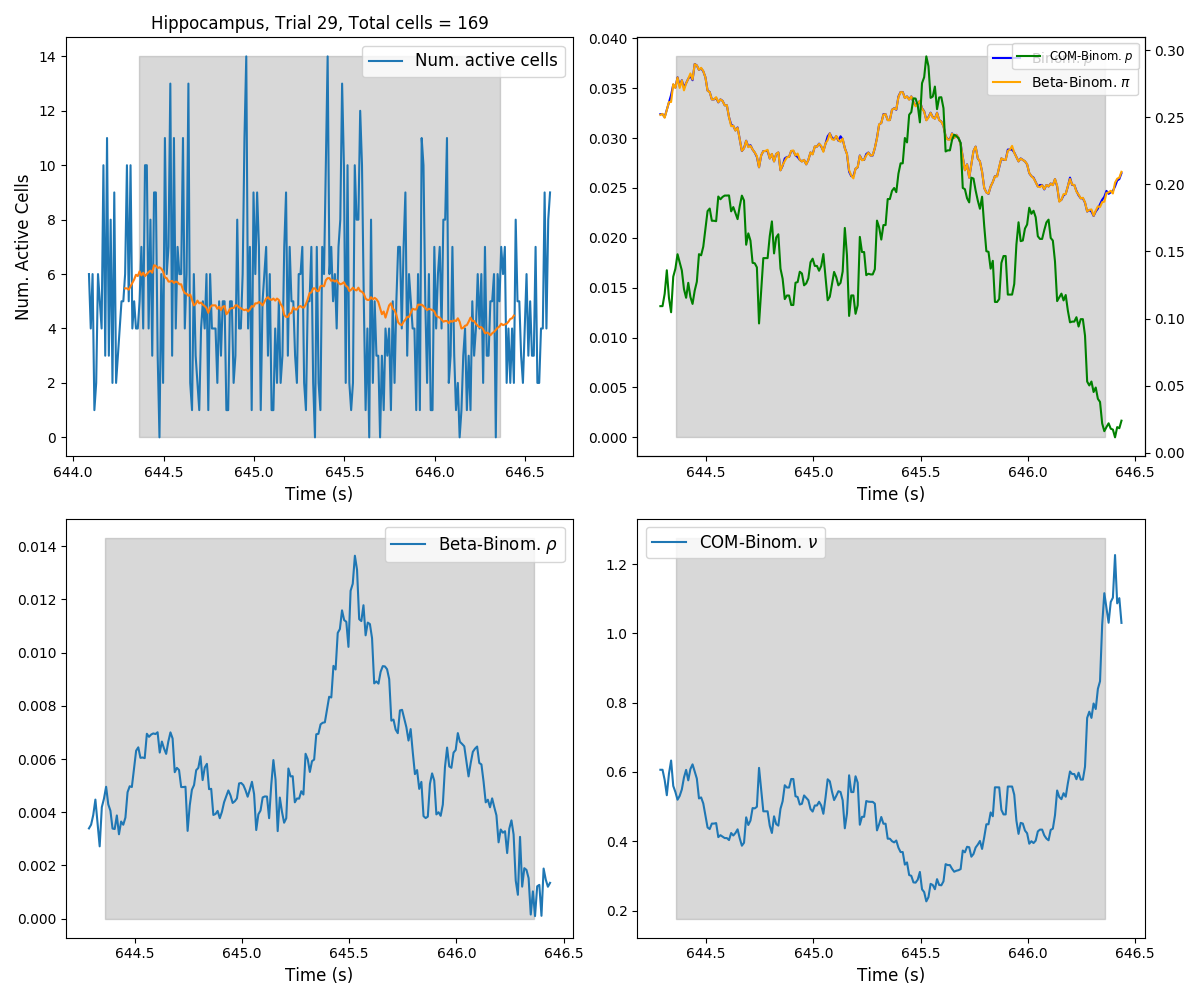 Hippocampus, Trial 29, Total cells = 169
Num. active cells
Num. Active Cells
14
12
10
8
6
4
2
0
644.0 644.5 645.0 645.5 646.0 646.5
Time (s)
COM-Binom. p
Beta-Binom. π
0.040
0.035
0.030
0.025
0.020
0.015
0.010
0.005
0.000
0.30
0.25
0.20
0.15
0.10
0.05
0.00
644.5 645.0 645.5 646.0 646.5
Time (s)
Beta-Binom. ρ
0.014
0.012
0.010
0.008
0.006
0.004
0.002
0.000
644.5 645.0 645.5 646.0 646.5
Time (s)
COM-Binom. ν
1.2
1.0
0.8
0.6
0.4
0.2
644.5 645.0 645.5 646.0 646.5
Time (s)